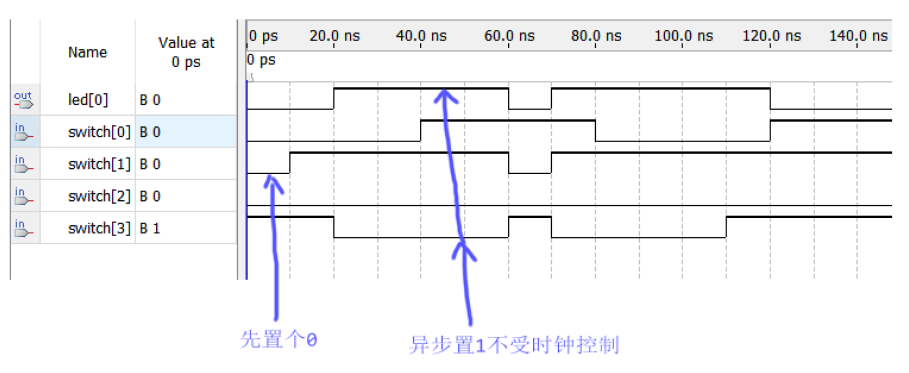 Name
Value at
0 ps
0 ps 20.0 ns 40.0 ns 60.0 ns 80.0 ns 100.0 ns 120.0 ns 140.0 ns
0 ps
out led[0] B 0
in switch[0] B 0
in switch[1] B 0
in switch[2] B 0
in switch[3] B 1
先置个0
异步置1不受时钟控制